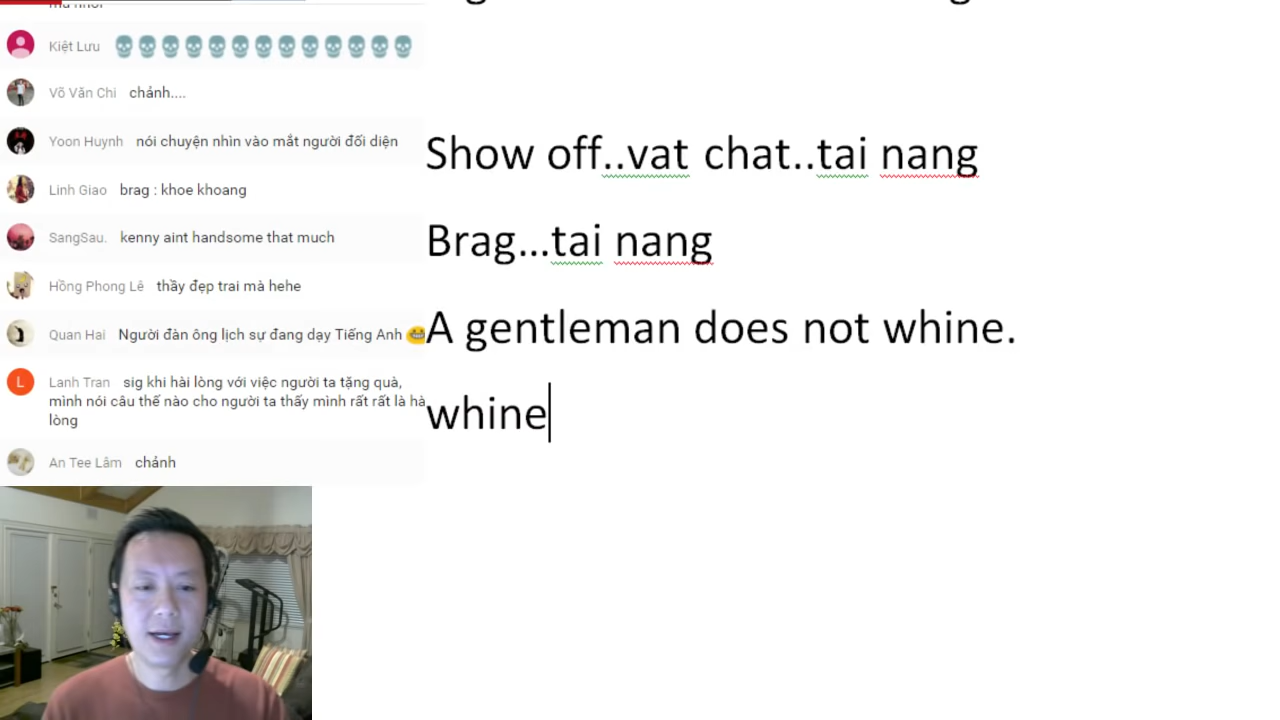 Kiệt Lưu 💀💀💀💀💀💀💀💀💀💀💀💀💀
Võ Văn Chi chảnh....
Yoon Huynh nói chuyện nhìn vào mắt người đối diện
Linh Giao brag : khoe khoang
SangSau. kenny aint handsome that much
Hồng Phong Lê thầy đẹp trai mà hehe
Quan Hai Người đàn ông lịch sự đang dạy Tiếng Anh 😁
L
Lanh Tran sig khi hài lòng với việc người ta tặng quà,
mình nói câu thế nào cho người ta thấy mình rất rất là hà
lòng
An Tee Lâm chảnh
Show off..vat chat..tai nang
Brag...tai nang
A gentleman does not whine.
whine